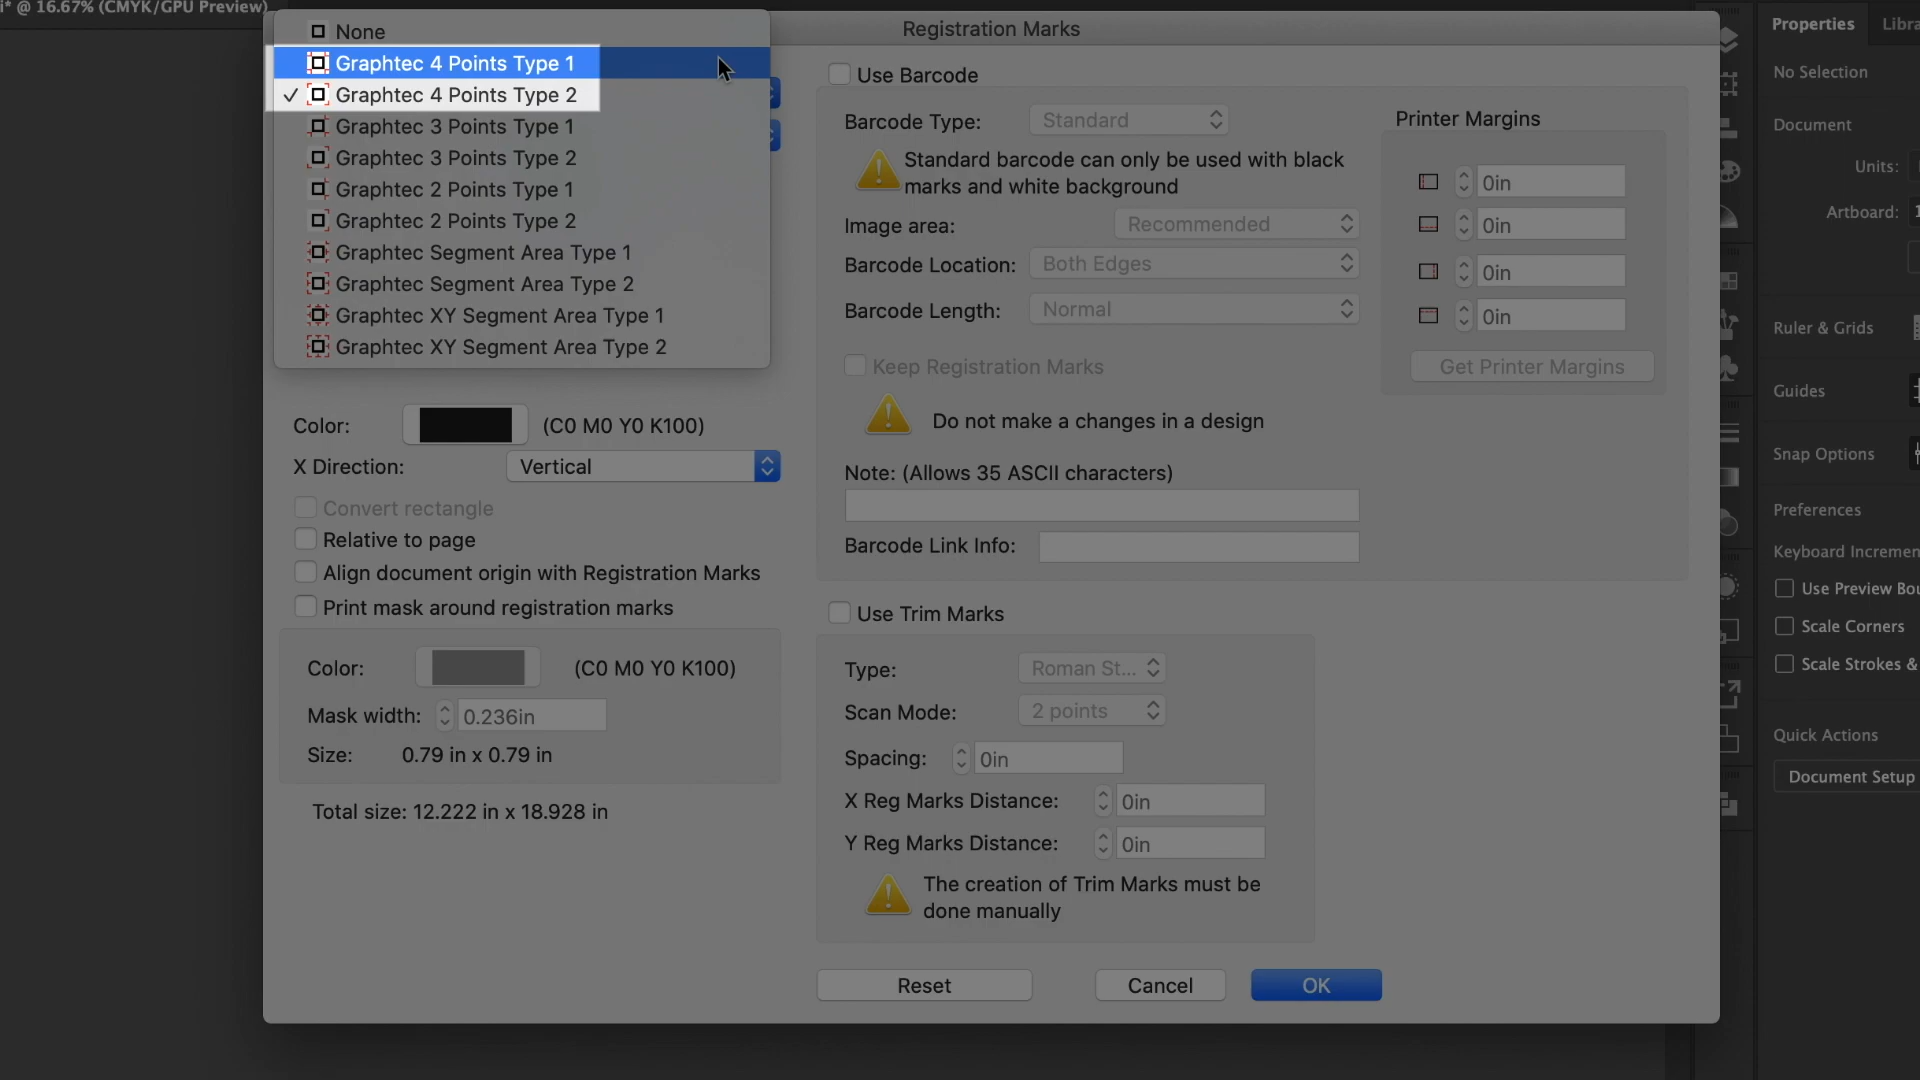 i* @ 16.67% (CMYK/GPU Preview)
None
Graphtec 4 Points Type 1
Graphtec 4 Points Type 2
Graphtec 3 Points Type 1
Graphtec 3 Points Type 2
Graphtec 2 Points Type 1
Graphtec 2 Points Type 2
Graphtec Segment Area Type 1
Graphtec Segment Area Type 2
Graphtec XY Segment Area Type 1
Graphtec XY Segment Area Type 2
Color: (C0 M0 Y0 K100)
X Direction: Vertical
Convert rectangle
Relative to page
Align document origin with Registration Marks
Print mask around registration marks
Color: (C0 M0 Y0 K100)
Mask width: 0.236in
Size: 0.79 in x 0.79 in
Total size: 12.222 in x 18.928 in
Registration Marks
Use Barcode
Barcode Type: Standard
Standard barcode can only be used with black
marks and white background
Image area: Recommended
Barcode Location: Both Edges
Barcode Length: Normal
Keep Registration Marks
Do not make a changes in a design
Note: (Allows 35 ASCII characters)
Barcode Link Info:
Printer Margins
0in
0in
0in
0in
Get Printer Margins
Use Trim Marks
Type: Roman St...
Scan Mode: 2 points
Spacing: 0in
X Reg Marks Distance: 0in
Y Reg Marks Distance: 0in
The creation of Trim Marks must be
done manually
Reset Cancel OK
Properties Libra
No Selection
Document
Units:
Artboard: 1
Ruler & Grids
Guides
Snap Options
Preferences
Keyboard Incremen
Use Preview Bou
Scale Corners
Scale Strokes &
Quick Actions
Document Setup